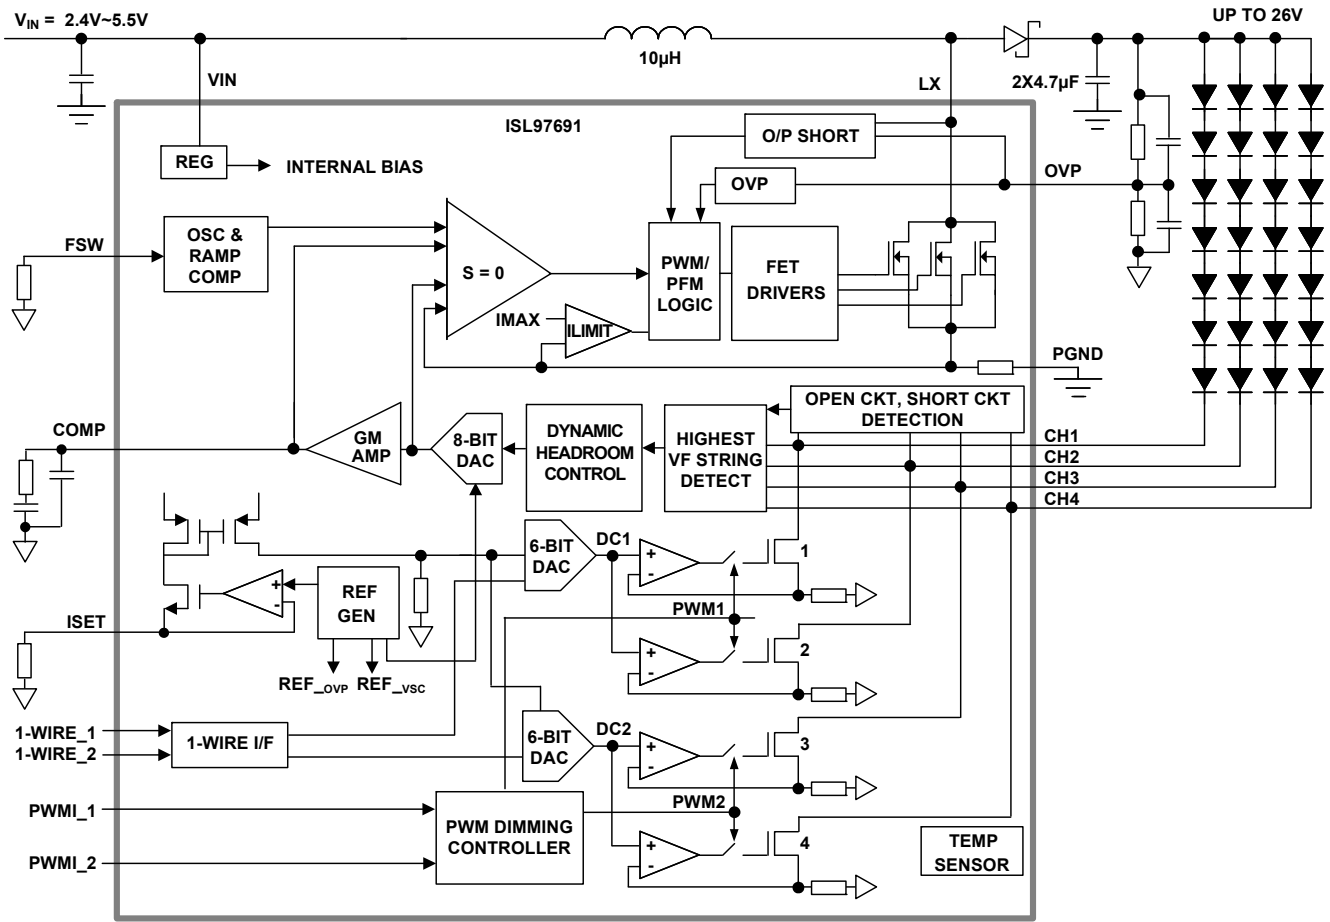 VIN = 2.4V~5.5V
UP TO 26V
10µH
VIN
LX
2X4.7µF
ISL97691
O/P SHORT
REG
INTERNAL BIAS
OVP
OVP
FSW
OSC &
RAMP
COMP
S = 0
PWM/
PFM
LOGIC
FET
DRIVERS
IMAX
ILIMIT
PGND
OPEN CKT, SHORT CKT
DETECTION
COMP
GM
AMP
8-BIT
DAC
DYNAMIC
HEADROOM
CONTROL
HIGHEST
VF STRING
DETECT
CH1
CH2
CH3
CH4
6-BIT
DAC
DC1
+
-
1
+
-
REF
GEN
PWM1
ISET
+
-
2
REF_OVP
REF_VSC
1-WIRE_1
1-WIRE_2
1-WIRE I/F
6-BIT
DAC
DC2
+
-
3
PWMI_1
PWM2
PWM DIMMING
CONTROLLER
+
-
4
TEMP
SENSOR
PWMI_2